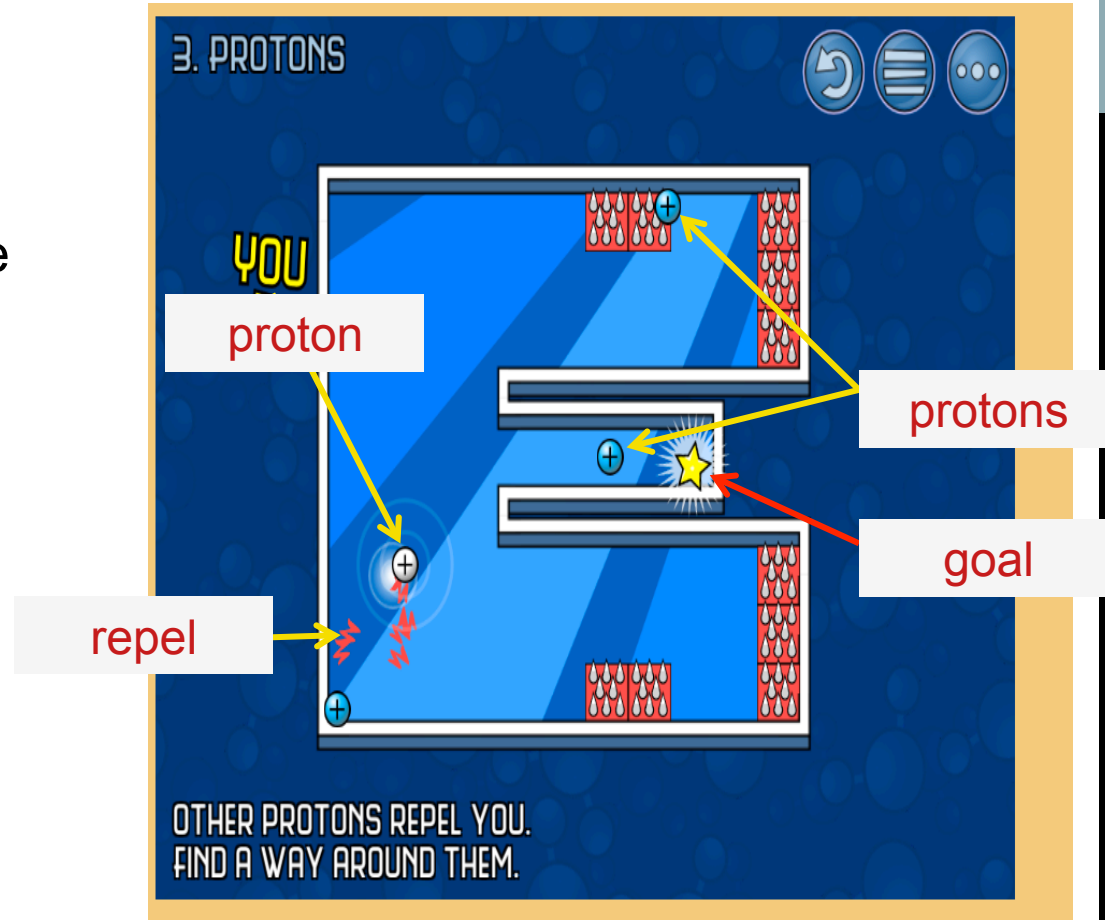 3. PROTONS
e
YOU
proton
protons
goal
repel
OTHER PROTONS REPEL YOU.
FIND A WAY AROUND THEM.